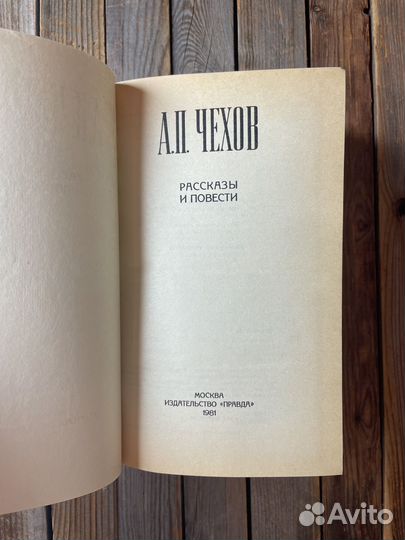 А.П. ЧЕХОВ
РАССКАЗЫ
И ПОВЕСТИ
МОСКВА
ИЗДАТЕЛЬСТВО «ПРАВДА»
1981
Avito